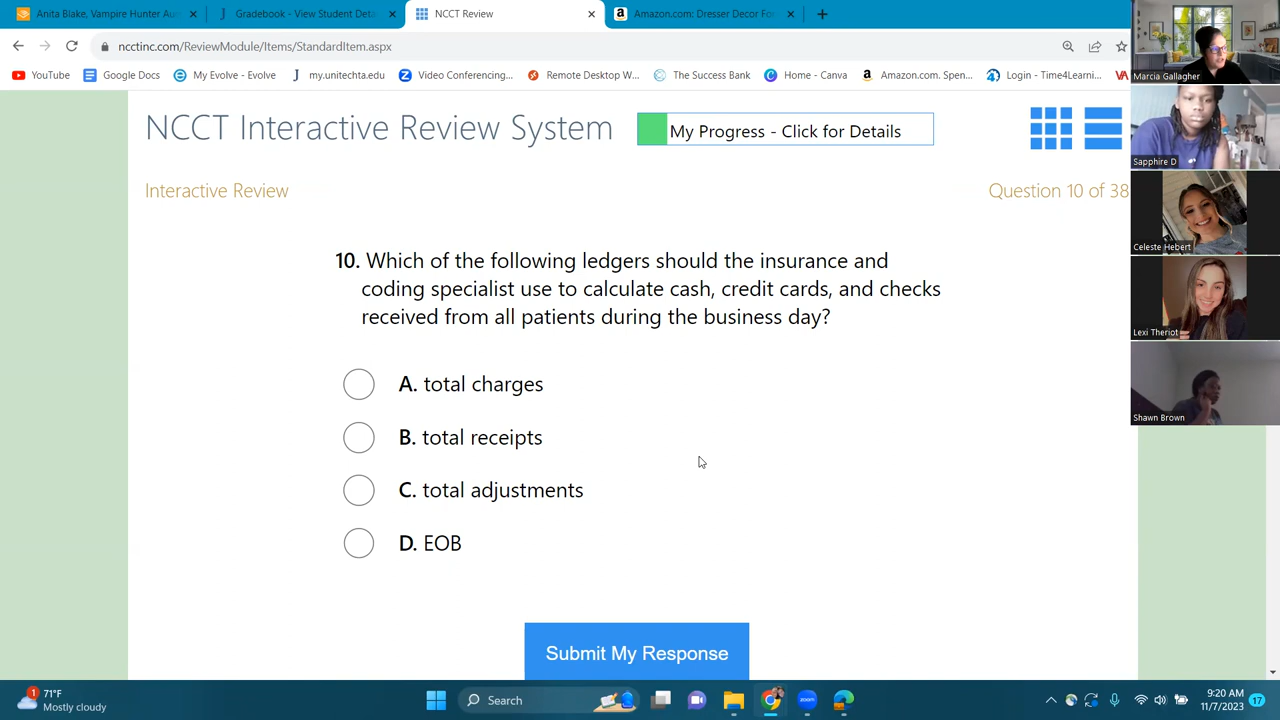 Anita Blake, Vampire Hunter Au
Gradebook - View Student Deta
NCCT Review
Amazon.com: Dresser Decor For
ncctinc.com/ReviewModule/Items/StandardItem.aspx
YouTube
Google Docs
My Evolve - Evolve
my.unitechta.edu
Video Conferencing...
Remote Desktop W...
The Success Bank
Home - Canva
Amazon.com. Spen...
Login - Time4Learni...
VA
Marcia Gallagher
NCCT Interactive Review System
My Progress - Click for Details
Sapphire D
Interactive Review
Question 10 of 38
Celeste Hebert
10. Which of the following ledgers should the insurance and
coding specialist use to calculate cash, credit cards, and checks
received from all patients during the business day?
Lexi Theriot
A. total charges
Shawn Brown
B. total receipts
C. total adjustments
D. EOB
Submit My Response
1
71°F
Mostly cloudy
Search
zoom
9:20 AM
11/7/2023
17